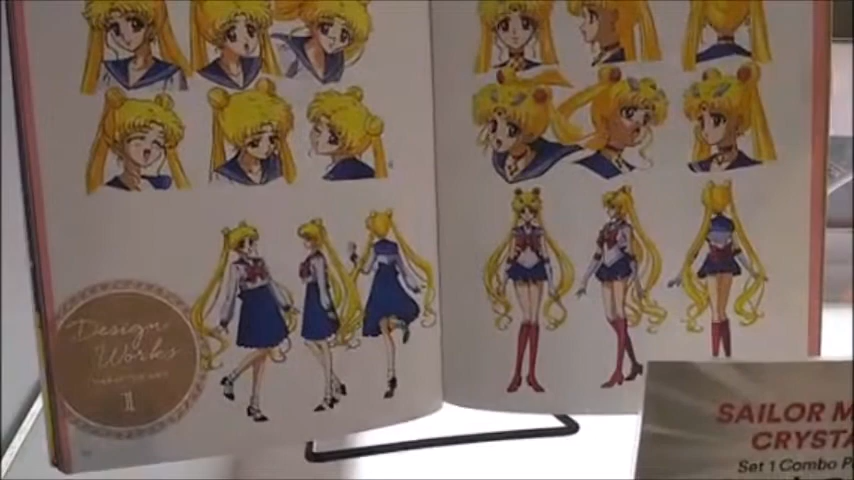 Design
Works
1
SAILOR M
CRYSTA
Set 1 Combo P